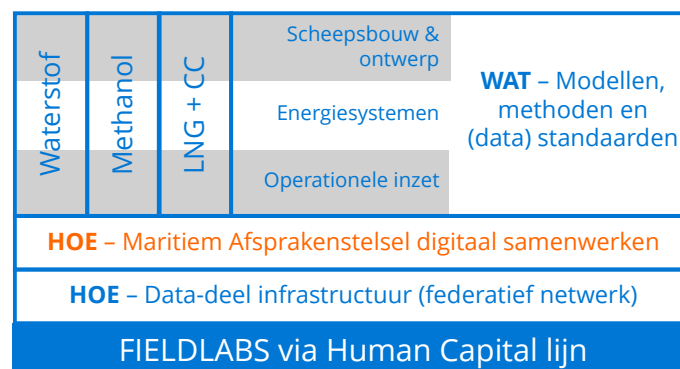 Waterstof
Methanol
LNG + CC
Scheepsbouw &
ontwerp
Energiesystemen
Operationele inzet
WAT – Modellen,
methoden en
(data) standaarden
HOE – Maritiem Afsprakenstelsel digitaal samenwerken
HOE – Data-deel infrastructuur (federatief netwerk)
FIELDLABS via Human Capital lijn